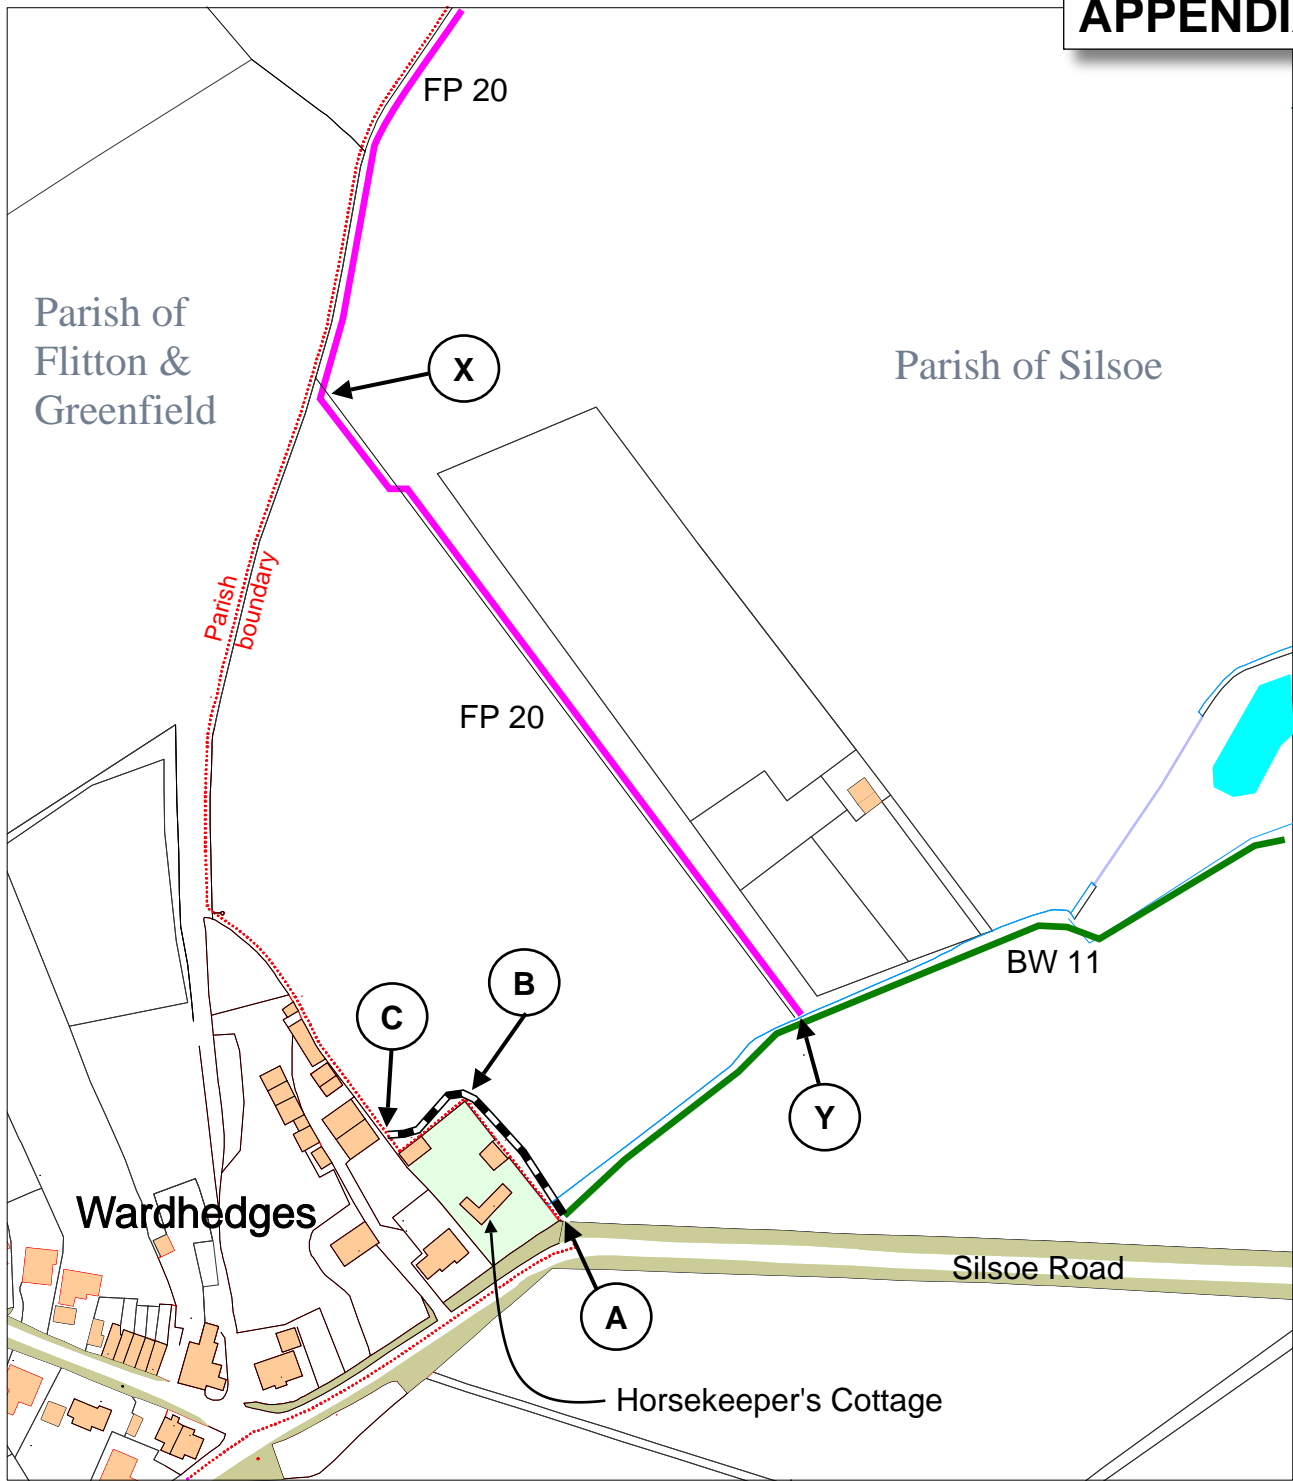 APPENDI
FP 20
Parish of
Flitton &
Greenfield
X
Parish of Silsoe
Parish
boundary
FP 20
B
BW 11
C
Y
Wardhedges
Silsoe Road
A
Horsekeeper's Cottage